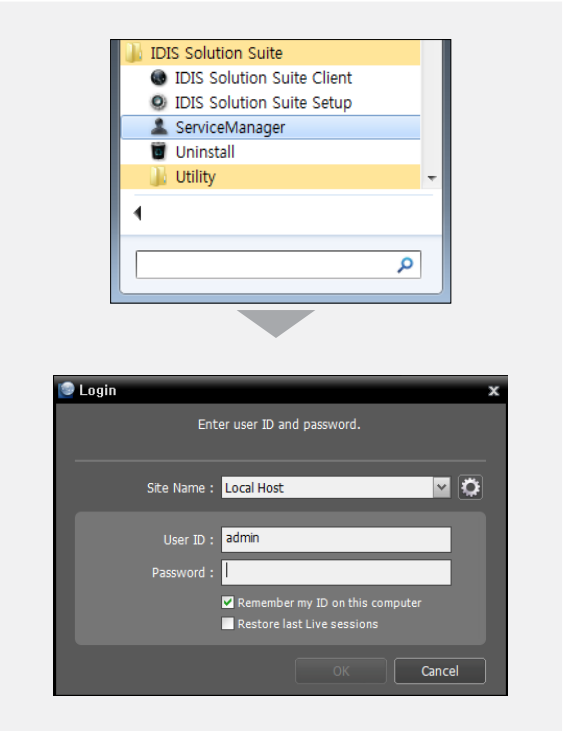 IDIS Solution Suite
IDIS Solution Suite Client
IDIS Solution Suite Setup
ServiceManager
Uninstall
Utility
Login
x
Enter user ID and password.
Site Name : Local Host
User ID : admin
Password :
Remember my ID on this computer
Restore last Live sessions
OK Cancel